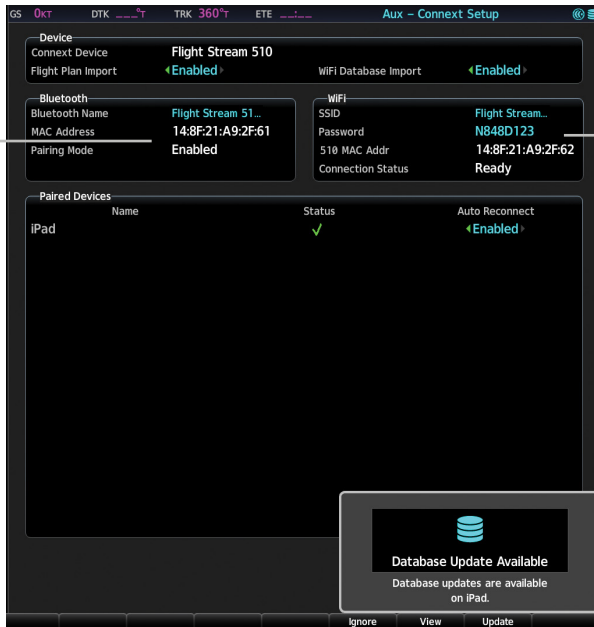 GS 0KT DTK ___°T TRK 360°T ETE __:__ Aux – Connext Setup
Device
Connext Device Flight Stream 510
Flight Plan Import Enabled WiFi Database Import Enabled
Bluetooth
Bluetooth Name Flight Stream 51...
MAC Address 14:8F:21:A9:2F:61
Pairing Mode Enabled
WiFi
SSID Flight Stream...
Password N848D123
510 MAC Addr 14:8F:21:A9:2F:62
Connection Status Ready
Paired Devices
Name Status Auto Reconnect
iPad ✓ Enabled
Database Update Available
Database updates are available
on iPad.
Ignore View Update